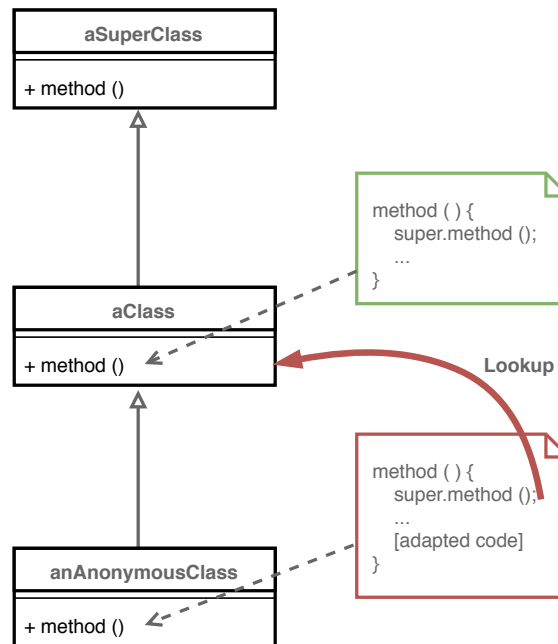 aSuperClass
+ method ()
method ( ) {
super.method ();
...
}
aClass
+ method ()
Lookup
method ( ) {
super.method ();
...
[adapted code]
}
anAnonymousClass
+ method ()